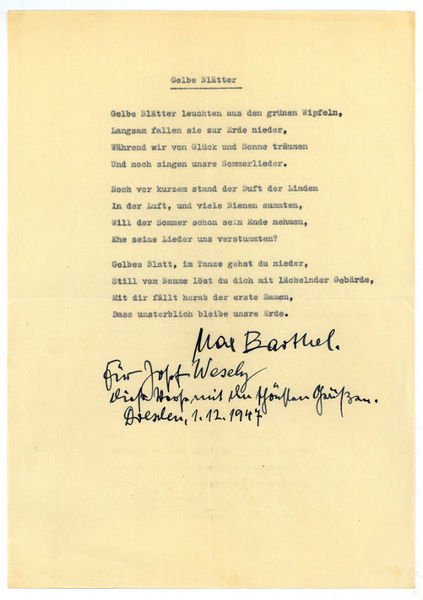 Gelbe Blätter
Gelbe Blätter leuchten aus den grünen Wipfeln,
Langsam fallen sie zur Erde nieder,
Während wir von Glück und Sonne träumen
Und noch singen unsre Sommerlieder.
Noch vor kurzem stand der Duft der Linden
In der Luft, und viele Bienen summten,
Will der Sommer schon sein Ende nehmen,
Ehe seine Lieder uns verstummten?
Gelbes Blatt, im Tanze gehst du nieder,
Still vom Baume löst du dich mit lächelnder Gebärde,
Mit dir fällt herab der erste Samen,
Dass unsterblich bleibe unsre Erde.
Max Barthel.
Für Josef Wesely
diese Verse mit den schönsten Grüßen.
Dresden, 1.12.1947